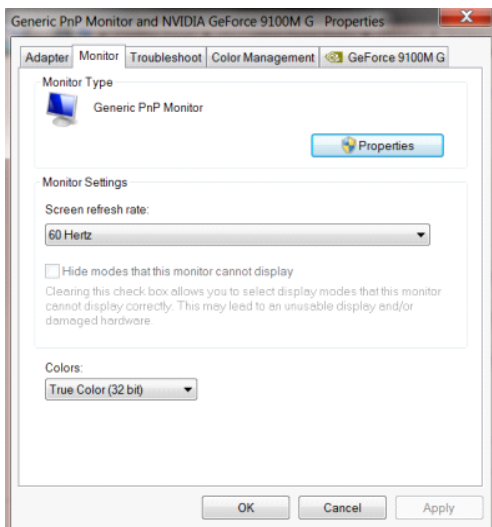 Generic PnP Monitor and NVIDIA GeForce 9100M G Properties
Adapter Monitor Troubleshoot Color Management GeForce 9100M G
Monitor Type
Generic PnP Monitor
Properties
Monitor Settings
Screen refresh rate:
60 Hertz
Hide modes that this monitor cannot display
Clearing this check box allows you to select display modes that this monitor
cannot display correctly. This may lead to an unusable display and/or
damaged hardware.
Colors:
True Color (32 bit)
OK Cancel Apply